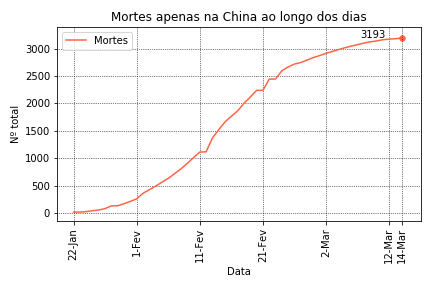 Mortes apenas na China ao longo dos dias
Mortes
3193
Nº total
3000
2500
2000
1500
1000
500
0
22-Jan
1-Fev
11-Fev
21-Fev
2-Mar
12-Mar
14-Mar
Data